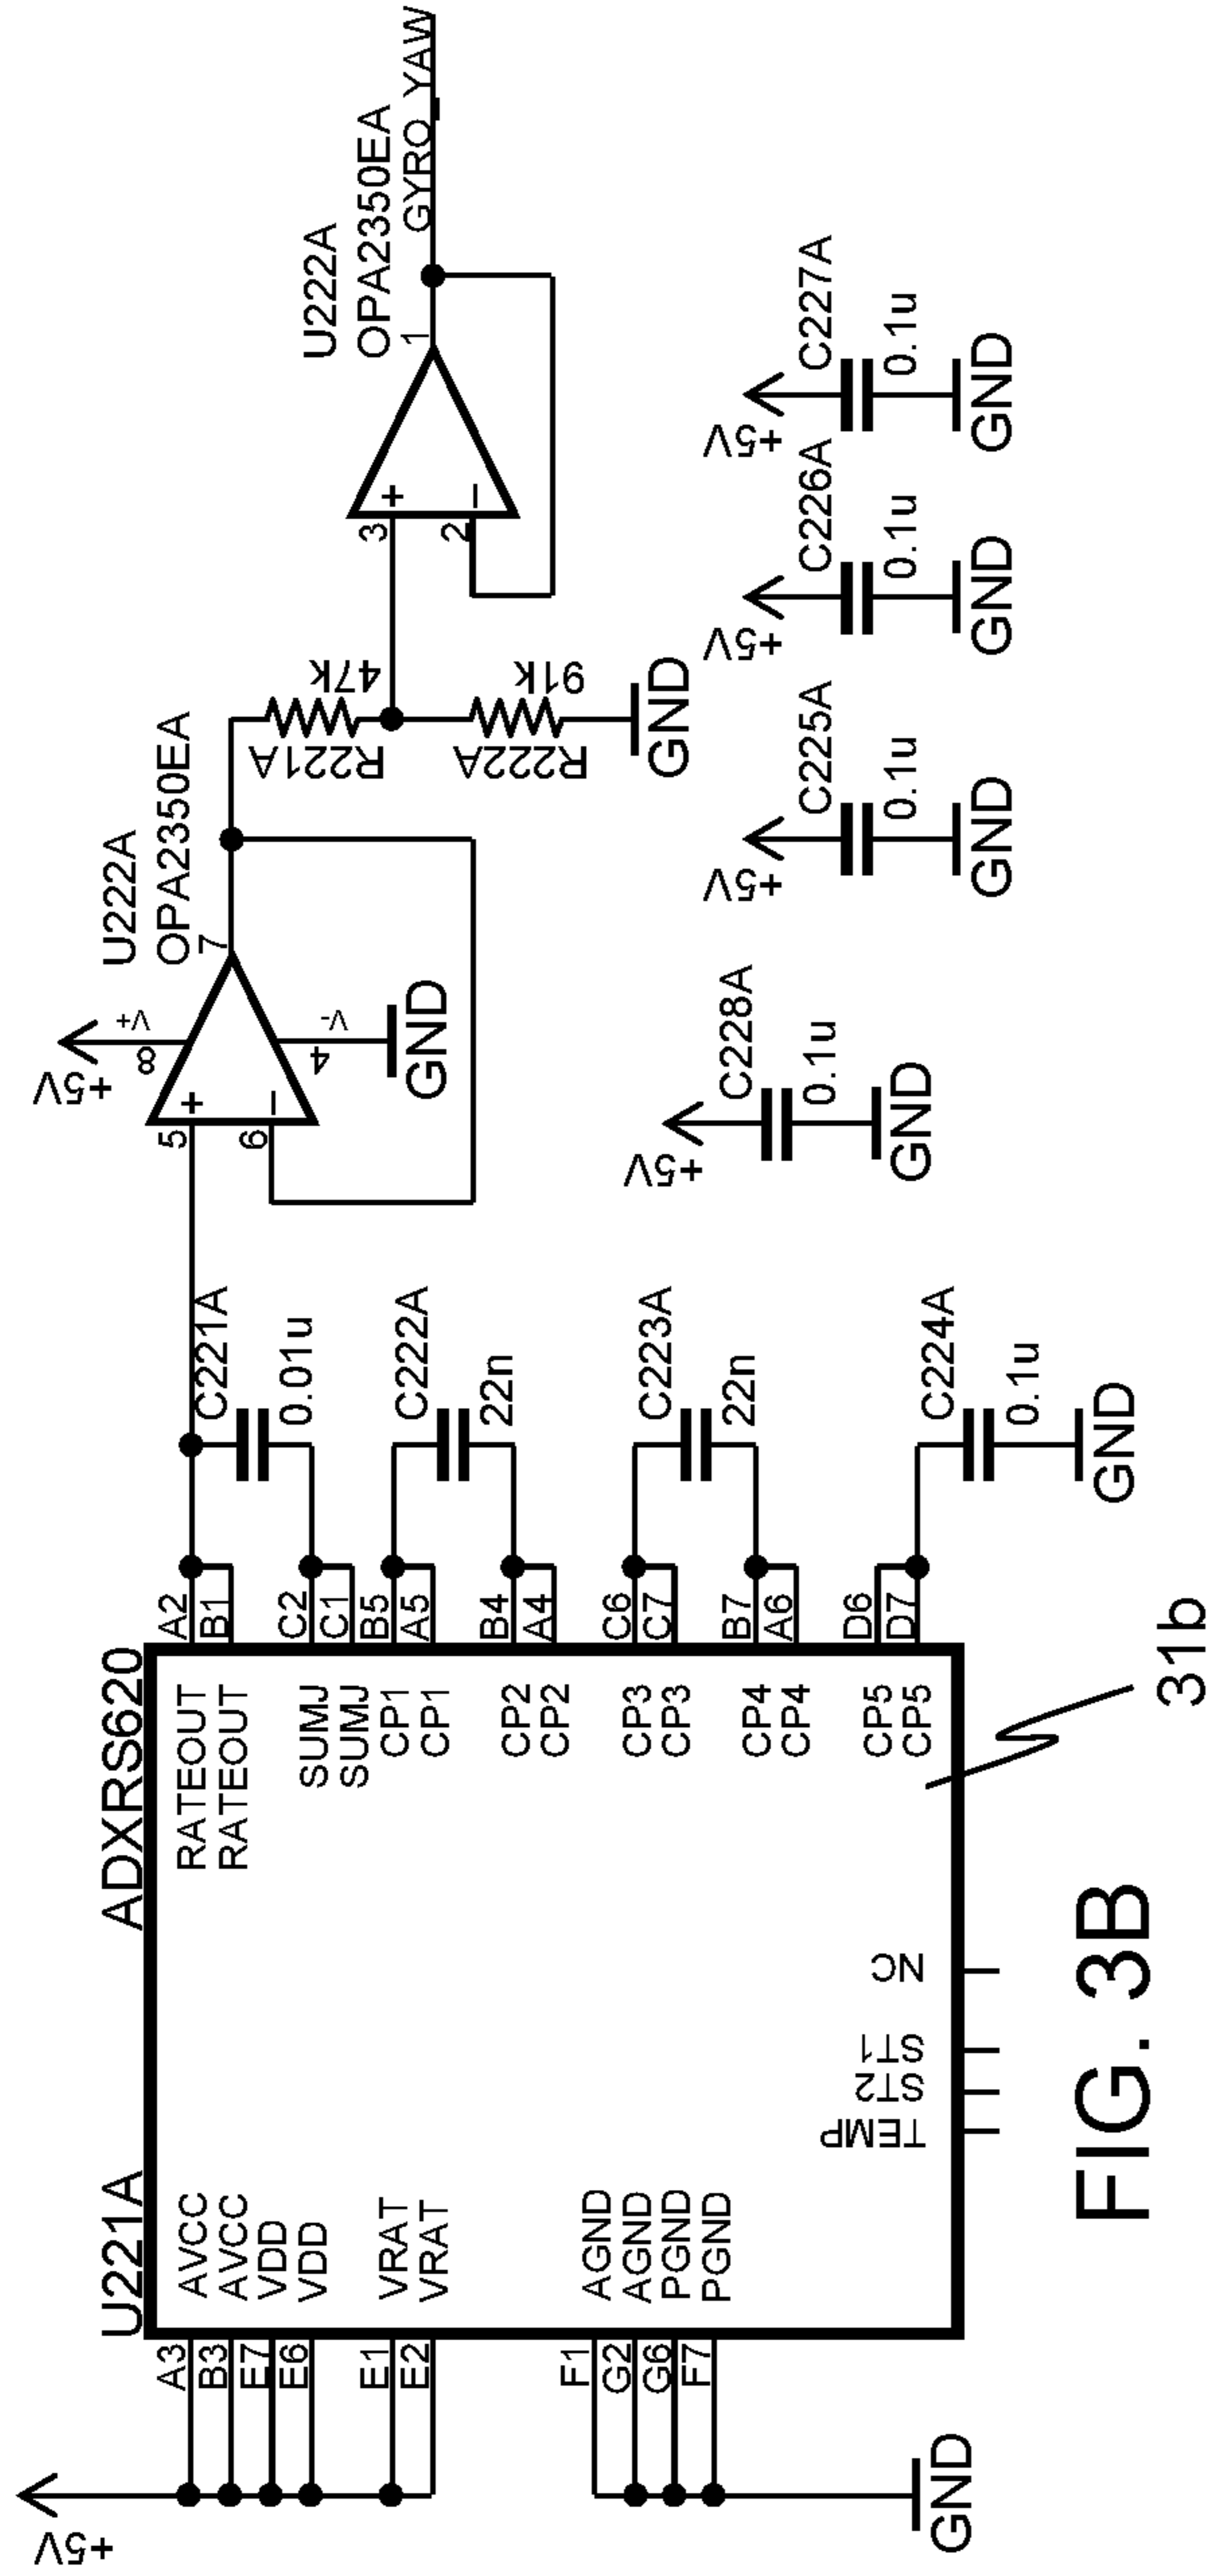 +5V
U221A
ADXRS620
A3
B3
E7
E6
E1
E2
F1
G2
G6
F7
GND
AVCC
AVCC
VDD
VDD
VRAT
VRAT
AGND
AGND
PGND
PGND
TEMP
ST2
ST1
NC
RATEOUT
RATEOUT
SUMJ
SUMJ
CP1
CP1
CP2
CP2
CP3
CP3
CP4
CP4
CP5
CP5
A2
B1
C2
C1
B5
A5
B4
A4
C6
C7
B7
A6
D6
D7
C221A
0.01u
C222A
22n
C223A
22n
C224A
0.1u
GND
31b
+5V
8
V+
5
+
6
−
4
V-
GND
7
U222A
OPA2350EA
R221A
47k
R222A
91k
GND
3
+
2
−
1
U222A
OPA2350EA
GYRO_YAW
+5V
C228A
0.1u
GND
+5V
C225A
0.1u
GND
+5V
C226A
0.1u
GND
+5V
C227A
0.1u
GND
FIG. 3B